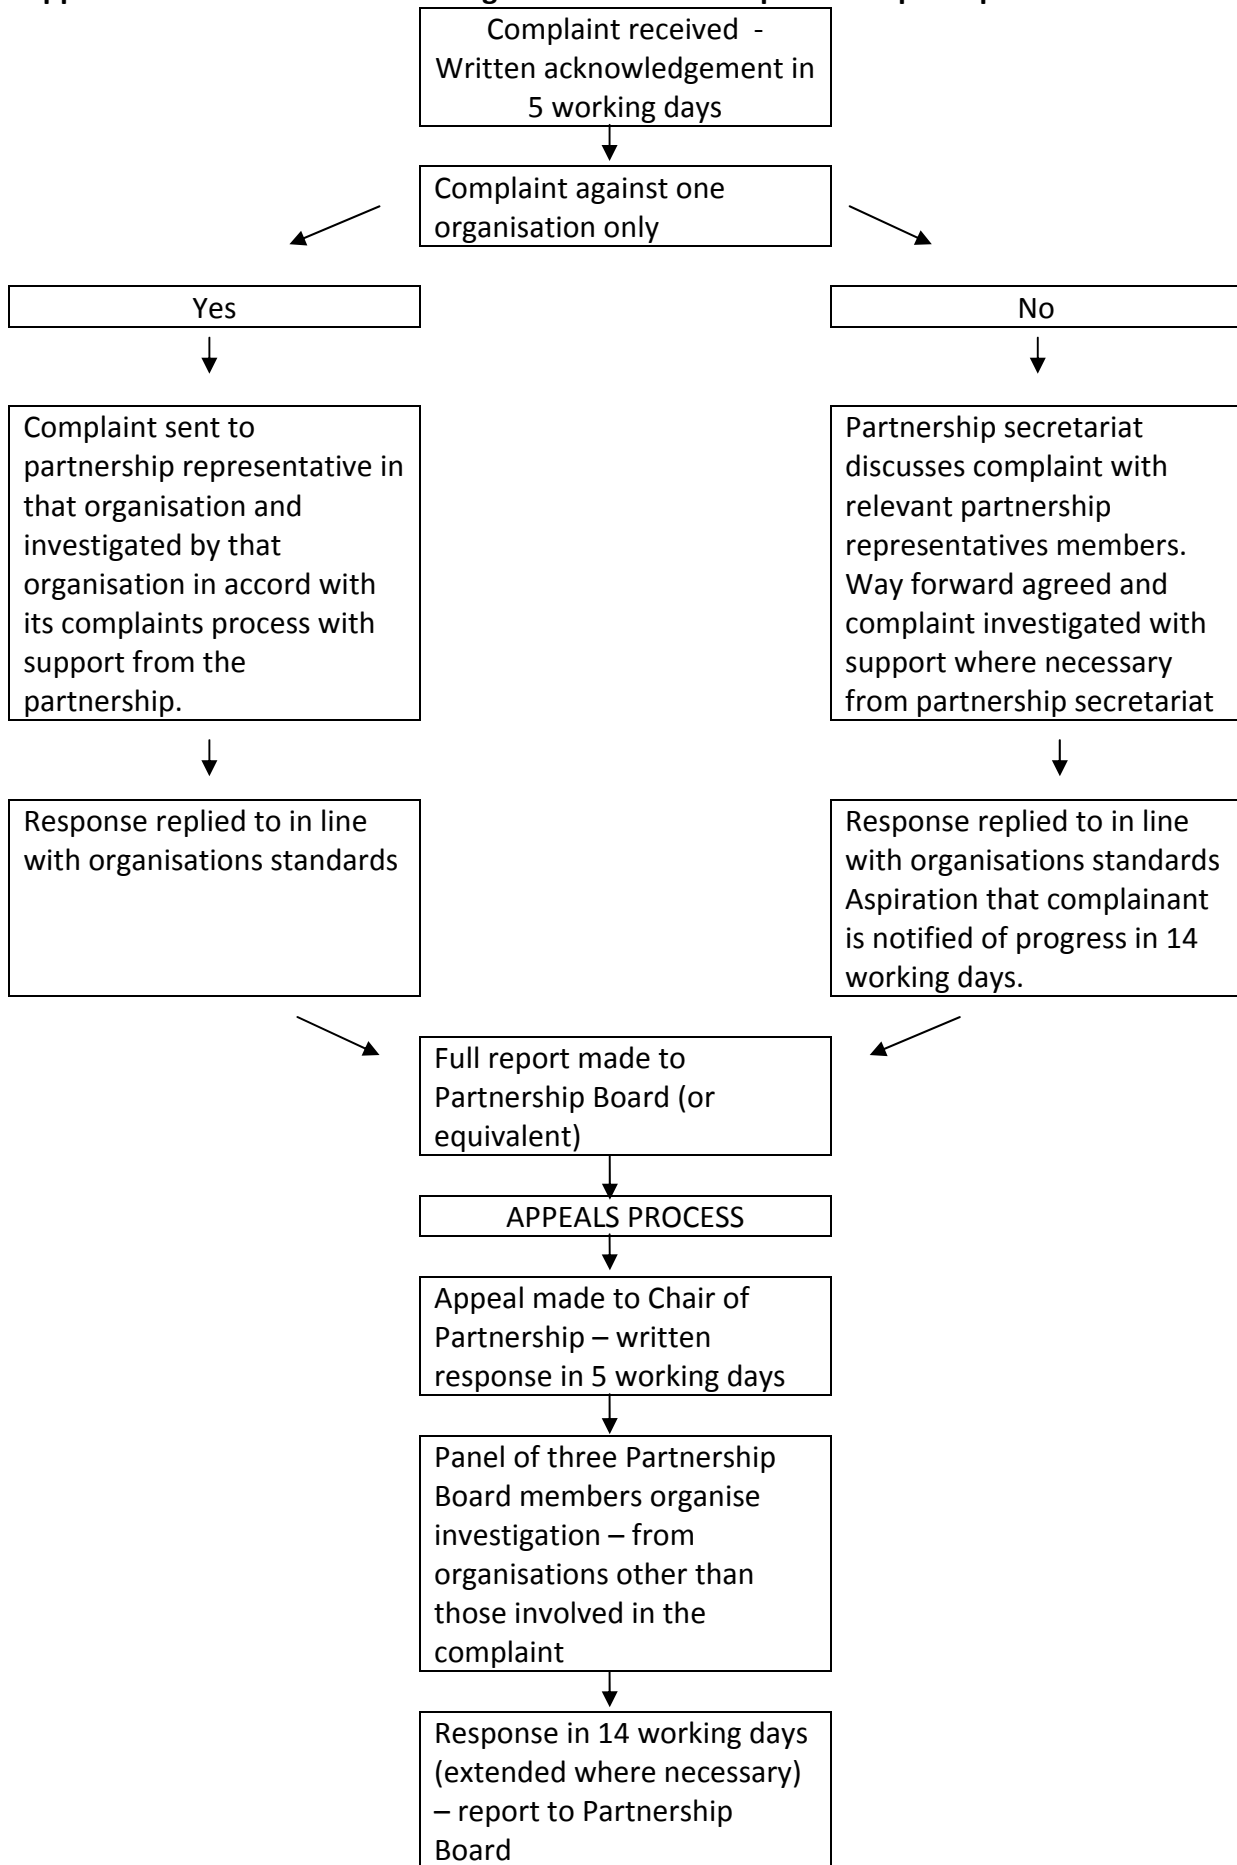 Complaint received -
Written acknowledgement in
5 working days
Complaint against one
organisation only
Yes
No
Complaint sent to
partnership representative in
that organisation and
investigated by that
organisation in accord with
its complaints process with
support from the
partnership.
Partnership secretariat
discusses complaint with
relevant partnership
representatives members.
Way forward agreed and
complaint investigated with
support where necessary
from partnership secretariat
Response replied to in line
with organisations standards
Response replied to in line
with organisations standards
Aspiration that complainant
is notified of progress in 14
working days.
Full report made to
Partnership Board (or
equivalent)
APPEALS PROCESS
Appeal made to Chair of
Partnership – written
response in 5 working days
Panel of three Partnership
Board members organise
investigation – from
organisations other than
those involved in the
complaint
Response in 14 working days
(extended where necessary)
– report to Partnership
Board